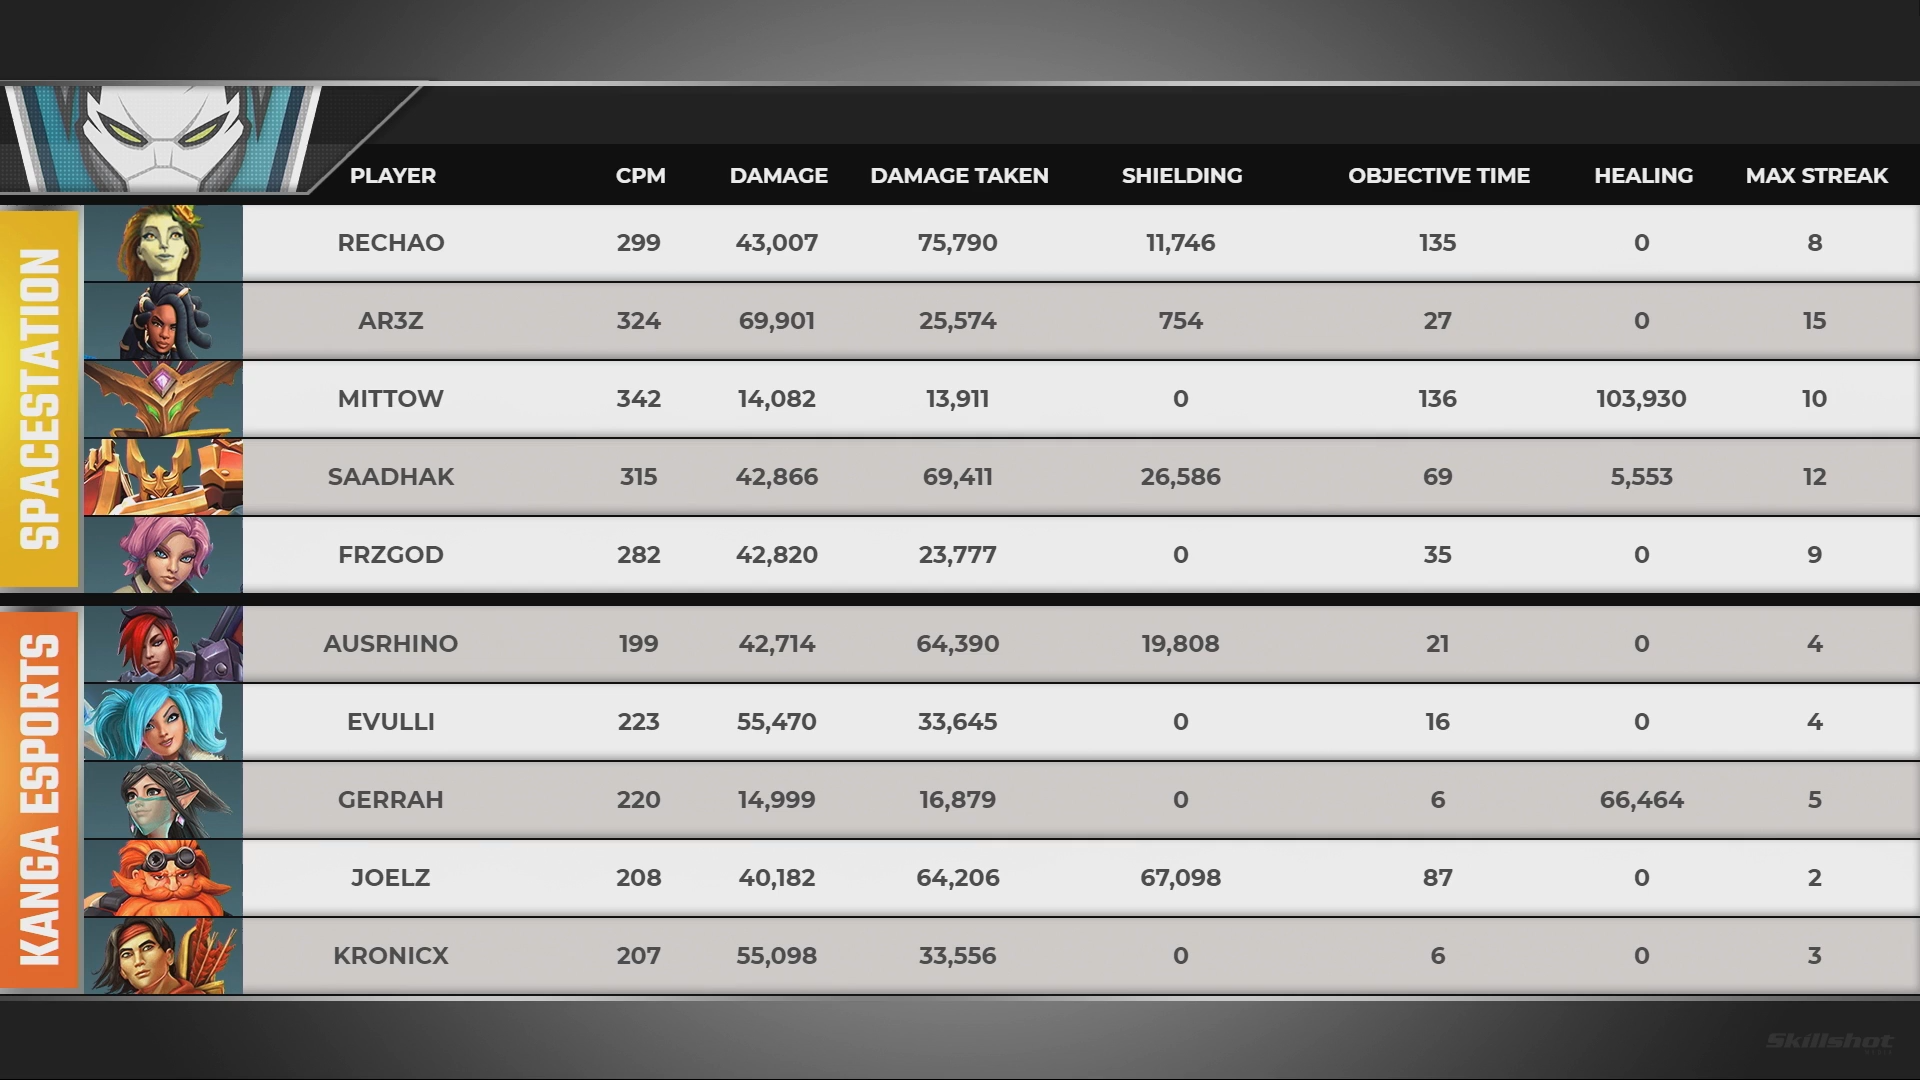 PLAYER CPM DAMAGE DAMAGE TAKEN SHIELDING OBJECTIVE TIME HEALING MAX STREAK
SPACESTATION
RECHAO 299 43,007 75,790 11,746 135 0 8
AR3Z 324 69,901 25,574 754 27 0 15
MITTOW 342 14,082 13,911 0 136 103,930 10
SAADHAK 315 42,866 69,411 26,586 69 5,553 12
FRZGOD 282 42,820 23,777 0 35 0 9
KANGA ESPORTS
AUSRHINO 199 42,714 64,390 19,808 21 0 4
EVULLI 223 55,470 33,645 0 16 0 4
GERRAH 220 14,999 16,879 0 6 66,464 5
JOELZ 208 40,182 64,206 67,098 87 0 2
KRONICX 207 55,098 33,556 0 6 0 3
Skillshot